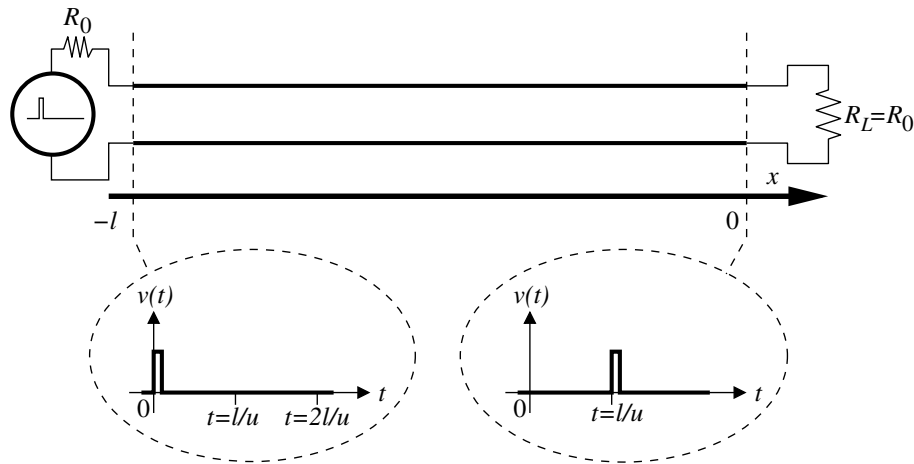 R0
RL=R0
x
−l
0
v(t)
v(t)
0
t=l/u
t=2l/u
t
0
t=l/u
t